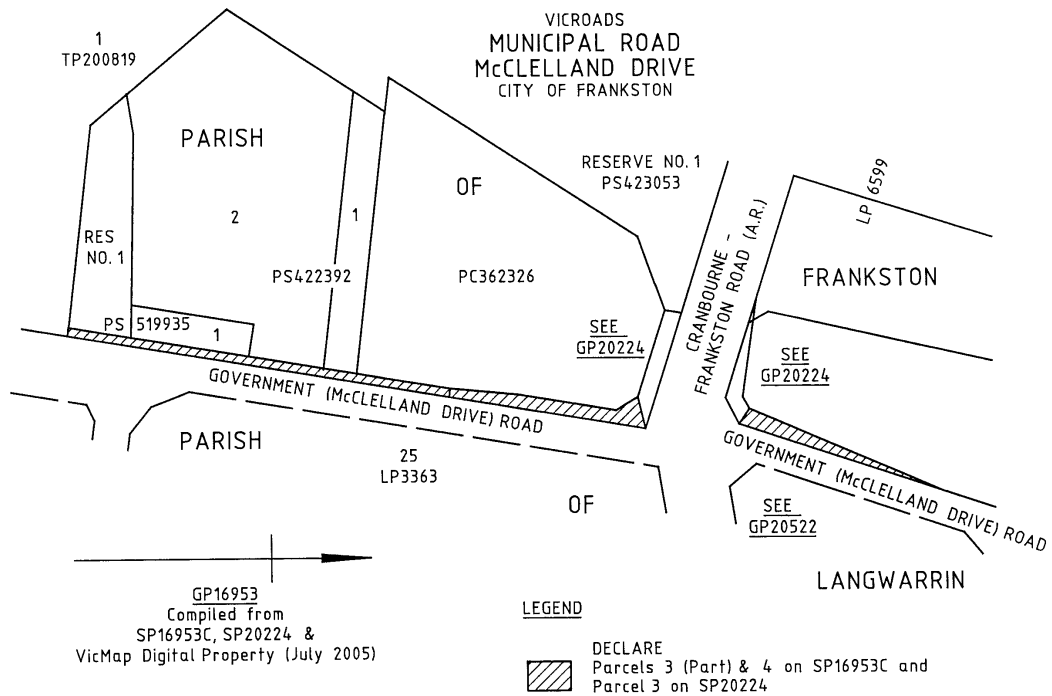 VICROADS
MUNICIPAL ROAD
McCLELLAND DRIVE
CITY OF FRANKSTON
1
TP200819
PARISH
OF
RESERVE NO. 1
PS423053
LP 6599
RES
NO. 1
2
1
PS422392
PC362326
CRANBOURNE -
FRANKSTON ROAD (A.R.)
FRANKSTON
PS 519935
1
SEE
GP20224
SEE
GP20224
GOVERNMENT (McCLELLAND DRIVE) ROAD
GOVERNMENT (McCLELLAND DRIVE) ROAD
PARISH
25
LP3363
OF
SEE
GP20522
LANGWARRIN
GP16953
Compiled from
SP16953C, SP20224 &
VicMap Digital Property (July 2005)
LEGEND
DECLARE
Parcels 3 (Part) & 4 on SP16953C and
Parcel 3 on SP20224